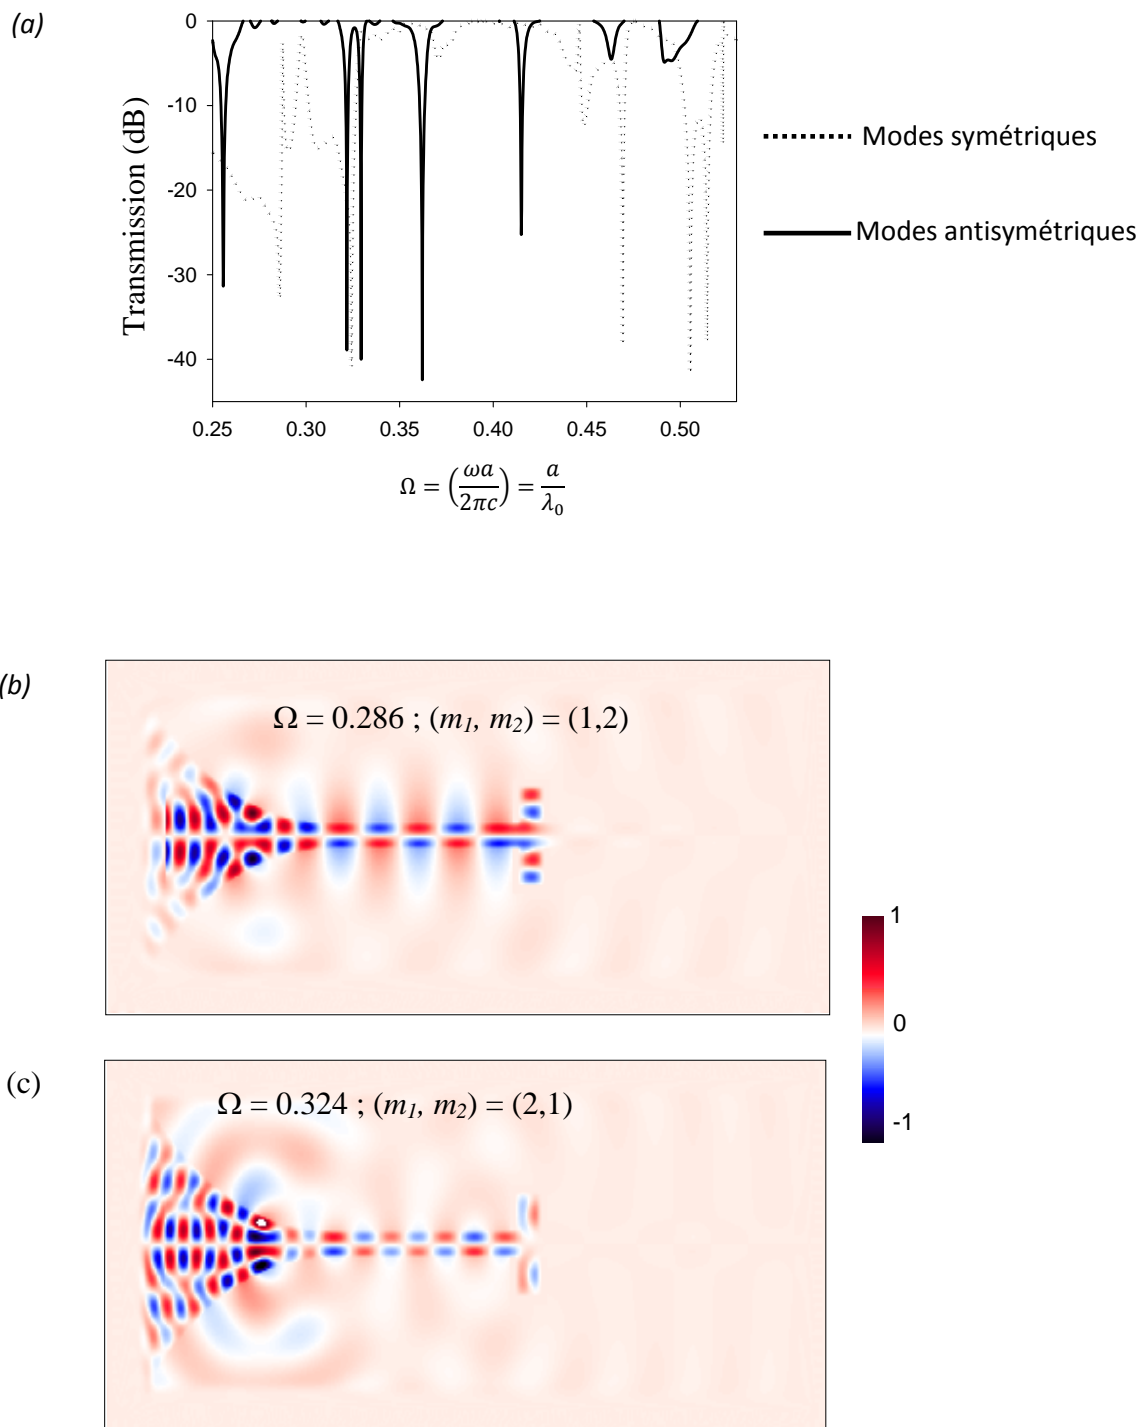 (a)
Transmission (dB)
0
-10
-20
-30
-40
0.25 0.30 0.35 0.40 0.45 0.50
Ω = (ωa / 2πc) = a / λ₀
Modes symétriques
Modes antisymétriques
(b)
Ω = 0.286 ; (m₁, m₂) = (1,2)
1
0
-1
(c)
Ω = 0.324 ; (m₁, m₂) = (2,1)